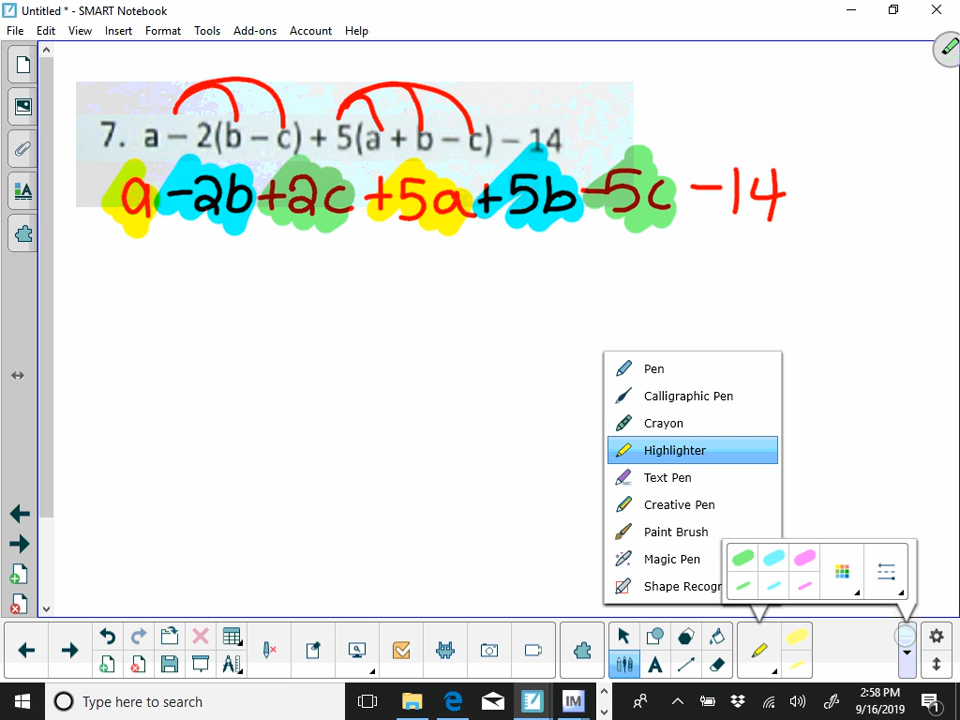 Untitled * - SMART Notebook
File Edit View Insert Format Tools Add-ons Account Help
7. a – 2(b – c) + 5(a + b – c) – 14
a -2b +2c +5a +5b -5c -14
Pen
Calligraphic Pen
Crayon
Highlighter
Text Pen
Creative Pen
Paint Brush
Magic Pen
Shape Recogn
A
Type here to search
IM
2:58 PM
9/16/2019
1